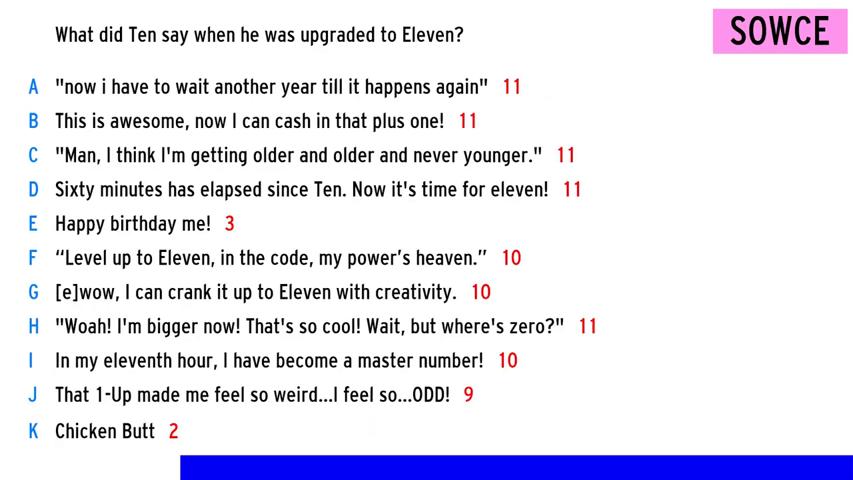 What did Ten say when he was upgraded to Eleven?
SOWCE
A "now i have to wait another year till it happens again" 11
B This is awesome, now I can cash in that plus one! 11
C "Man, I think I'm getting older and older and never younger." 11
D Sixty minutes has elapsed since Ten. Now it's time for eleven! 11
E Happy birthday me! 3
F “Level up to Eleven, in the code, my power’s heaven.” 10
G [e]wow, I can crank it up to Eleven with creativity. 10
H "Woah! I'm bigger now! That's so cool! Wait, but where's zero?" 11
I In my eleventh hour, I have become a master number! 10
J That 1-Up made me feel so weird...I feel so...ODD! 9
K Chicken Butt 2